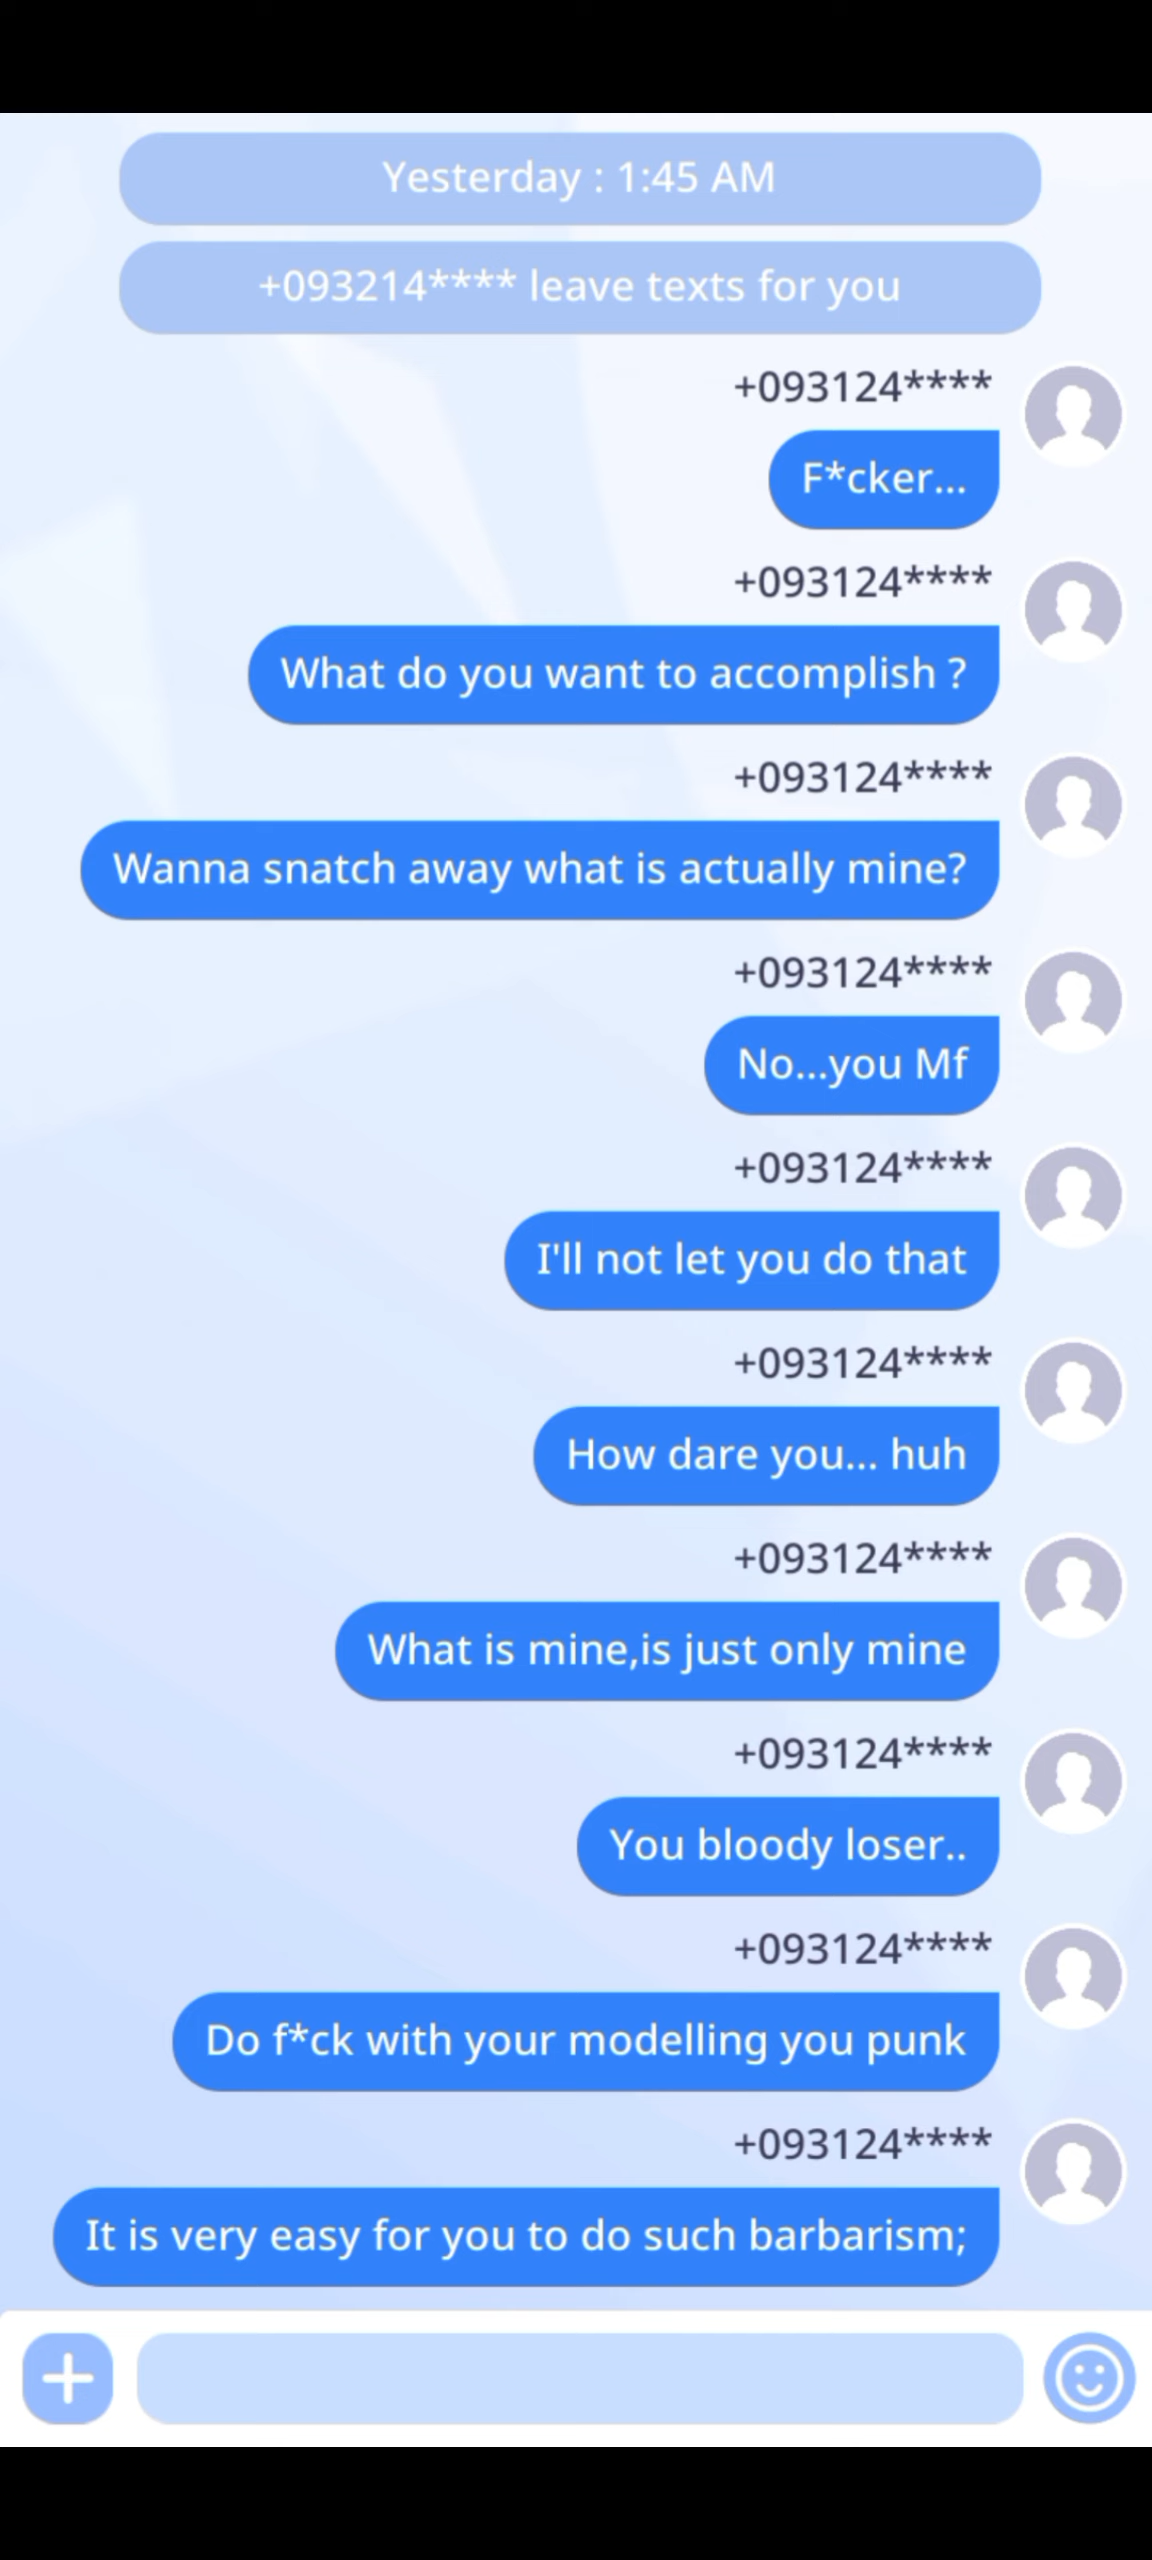 Yesterday : 1:45 AM
+093214**** leave texts for you
+093124****
F*cker...
+093124****
What do you want to accomplish ?
+093124****
Wanna snatch away what is actually mine?
+093124****
No...you Mf
+093124****
I'll not let you do that
+093124****
How dare you... huh
+093124****
What is mine,is just only mine
+093124****
You bloody loser..
+093124****
Do f*ck with your modelling you punk
+093124****
It is very easy for you to do such barbarism;